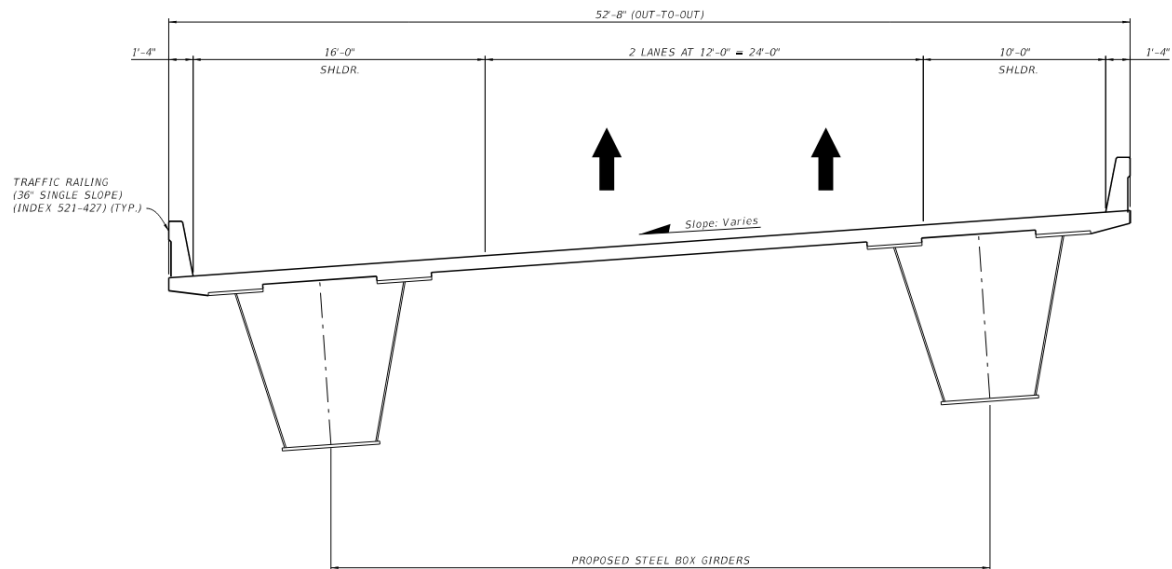 52'-8" (OUT-TO-OUT)
1'-4"
16'-0"
SHLDR.
2 LANES AT 12'-0" = 24'-0"
10'-0"
SHLDR.
1'-4"
TRAFFIC RAILING
(36" SINGLE SLOPE)
(INDEX 521-427) (TYP.)
Slope: Varies
PROPOSED STEEL BOX GIRDERS